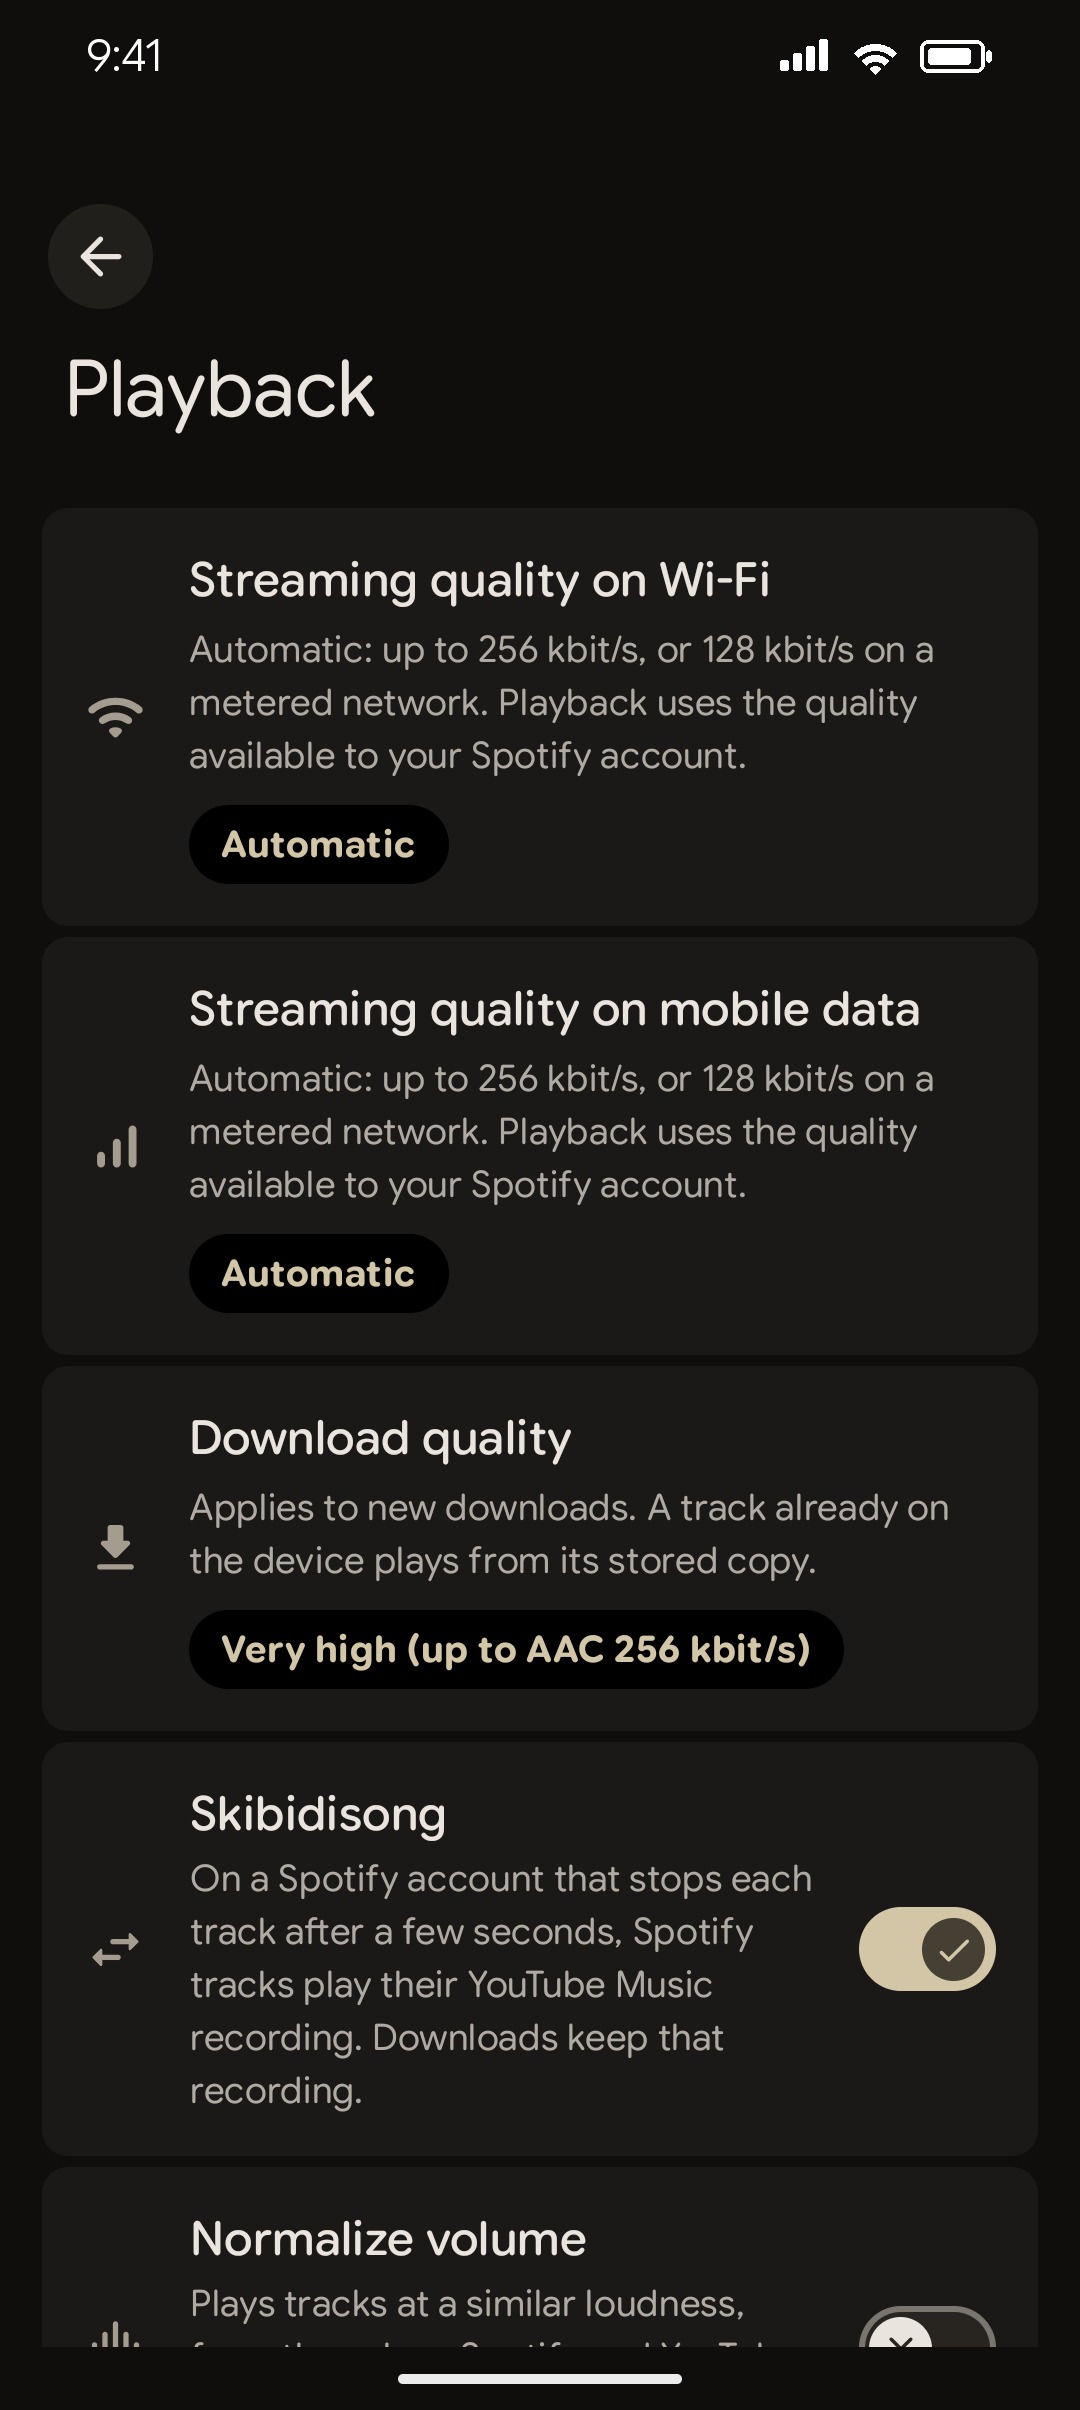 9:41
Playback
Streaming quality on Wi-Fi
Automatic: up to 256 kbit/s, or 128 kbit/s on a
metered network. Playback uses the quality
available to your Spotify account.
Automatic
Streaming quality on mobile data
Automatic: up to 256 kbit/s, or 128 kbit/s on a
metered network. Playback uses the quality
available to your Spotify account.
Automatic
Download quality
Applies to new downloads. A track already on
the device plays from its stored copy.
Very high (up to AAC 256 kbit/s)
Skibidisong
On a Spotify account that stops each
track after a few seconds, Spotify
tracks play their YouTube Music
recording. Downloads keep that
recording.
Normalize volume
Plays tracks at a similar loudness,